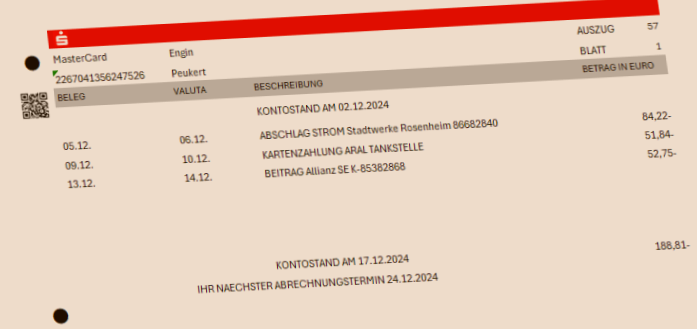 MasterCard Engin AUSZUG 57
2267041356247526 Peukert BLATT 1
BELEG VALUTA BESCHREIBUNG BETRAG IN EURO
KONTOSTAND AM 02.12.2024
05.12. 06.12. ABSCHLAG STROM Stadtwerke Rosenheim 86682840 84,22-
09.12. 10.12. KARTENZAHLUNG ARAL TANKSTELLE 51,84-
13.12. 14.12. BEITRAG Allianz SE K-85382868 52,75-
KONTOSTAND AM 17.12.2024 188,81-
IHR NAECHSTER ABRECHNUNGSTERMIN 24.12.2024